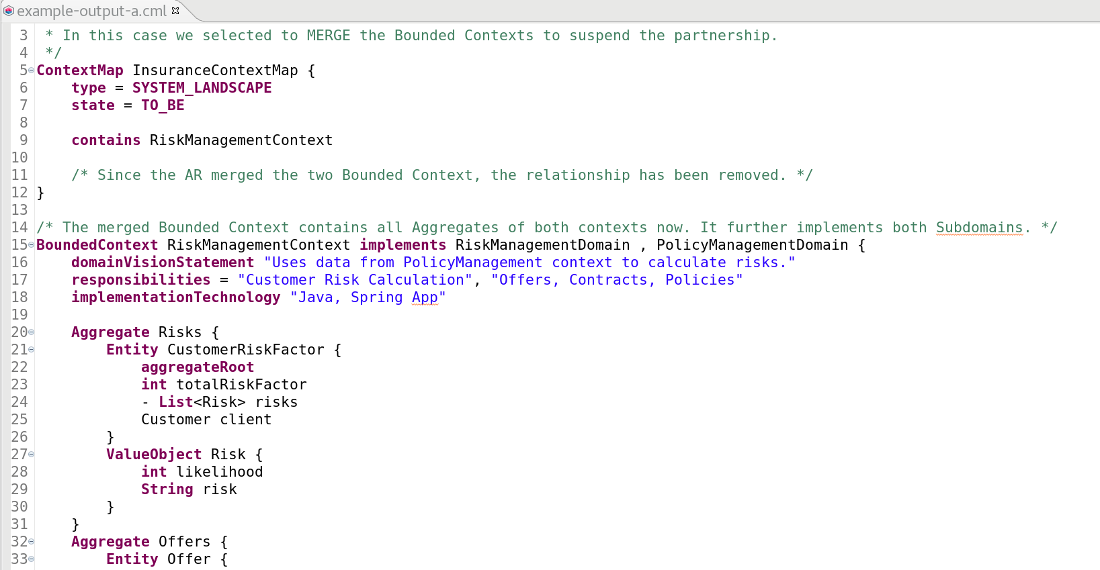 example-output-a.cml
3 * In this case we selected to MERGE the Bounded Contexts to suspend the partnership.
4 */
5 ContextMap InsuranceContextMap {
6 type = SYSTEM_LANDSCAPE
7 state = TO_BE
8
9 contains RiskManagementContext
10
11 /* Since the AR merged the two Bounded Context, the relationship has been removed. */
12 }
13
14 /* The merged Bounded Context contains all Aggregates of both contexts now. It further implements both Subdomains. */
15 BoundedContext RiskManagementContext implements RiskManagementDomain , PolicyManagementDomain {
16 domainVisionStatement "Uses data from PolicyManagement context to calculate risks."
17 responsibilities = "Customer Risk Calculation", "Offers, Contracts, Policies"
18 implementationTechnology "Java, Spring App"
19
20 Aggregate Risks {
21 Entity CustomerRiskFactor {
22 aggregateRoot
23 int totalRiskFactor
24 - List<Risk> risks
25 Customer client
26 }
27 ValueObject Risk {
28 int likelihood
29 String risk
30 }
31 }
32 Aggregate Offers {
33 Entity Offer {